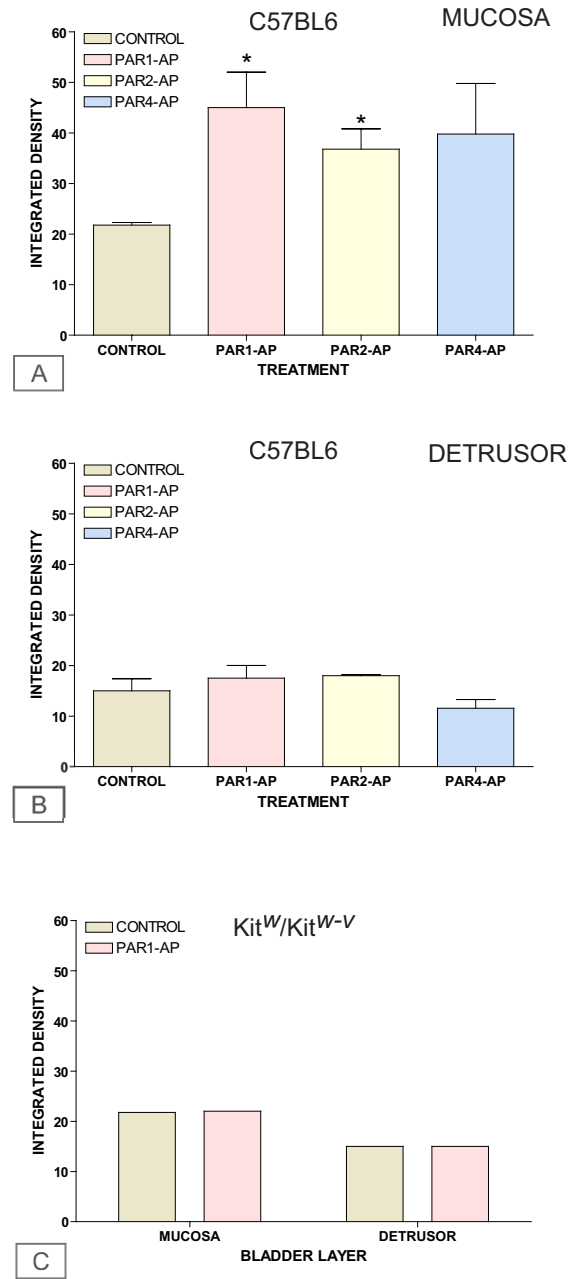 C57BL6 MUCOSA
CONTROL
PAR1-AP
PAR2-AP
PAR4-AP
INTEGRATED DENSITY
60
50
40
30
20
10
0
* *
CONTROL PAR1-AP PAR2-AP PAR4-AP
TREATMENT
A
C57BL6 DETRUSOR
CONTROL
PAR1-AP
PAR2-AP
PAR4-AP
INTEGRATED DENSITY
60
50
40
30
20
10
0
CONTROL PAR1-AP PAR2-AP PAR4-AP
TREATMENT
B
Kit^W/Kit^W-V
CONTROL
PAR1-AP
INTEGRATED DENSITY
60
50
40
30
20
10
0
MUCOSA DETRUSOR
BLADDER LAYER
C